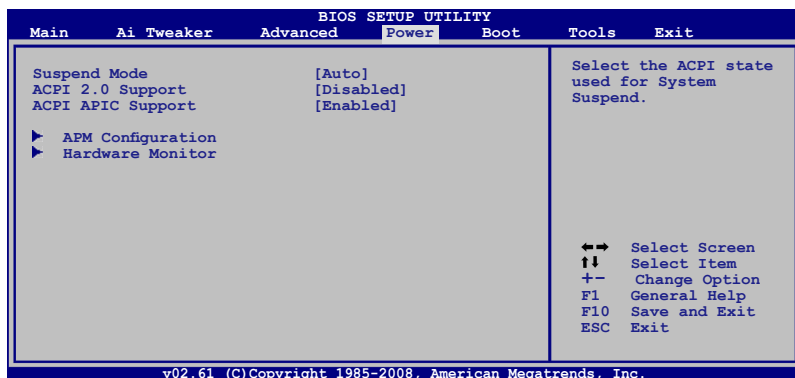 BIOS SETUP UTILITY
Main Ai Tweaker Advanced Power Boot Tools Exit
Suspend Mode [Auto]
ACPI 2.0 Support [Disabled]
ACPI APIC Support [Enabled]
APM Configuration
Hardware Monitor
Select the ACPI state
used for System
Suspend.
Select Screen
Select Item
+- Change Option
F1 General Help
F10 Save and Exit
ESC Exit
v02.61 (C)Copyright 1985-2008, American Megatrends, Inc.